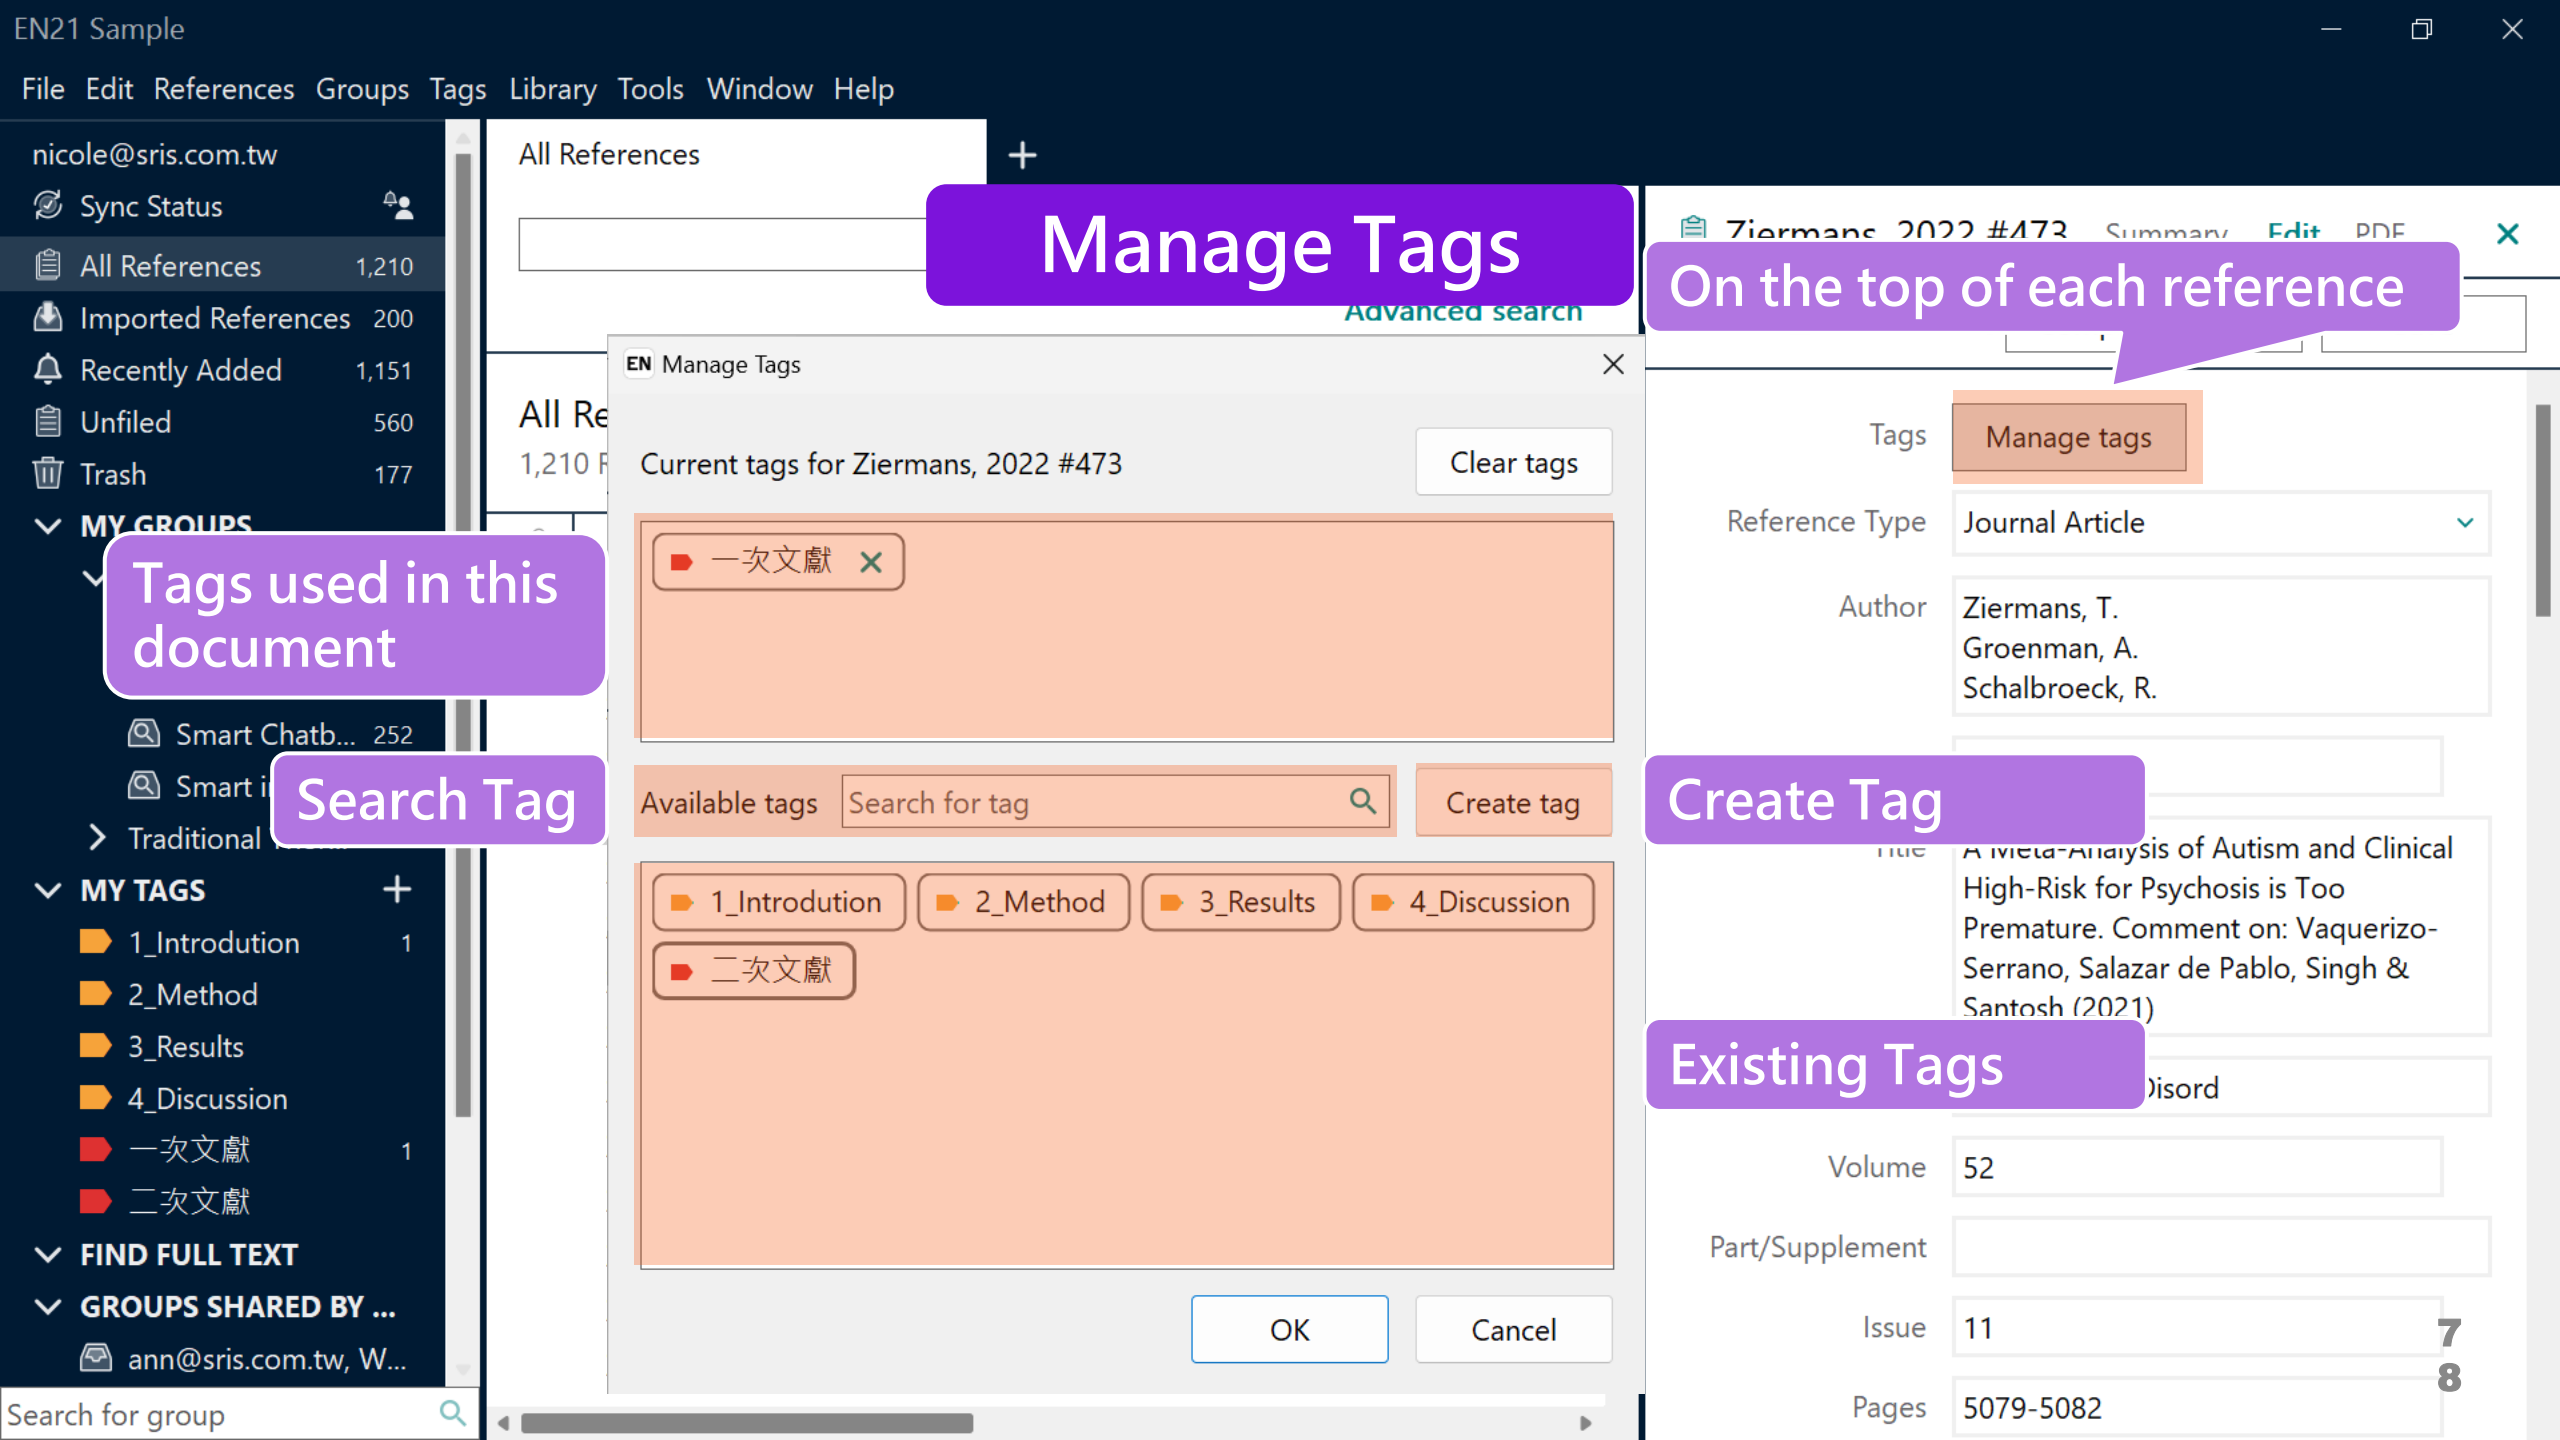 EN21 Sample
File Edit References Groups Tags Library Tools Window Help
nicole@sris.com.tw
Sync Status
All References 1,210
Imported References 200
Recently Added 1,151
Unfiled 560
Trash 177
MY GROUPS
Tags used in this
document
Smart Chatb... 252
Smart
Search Tag
Traditional
MY TAGS
1_Introdution 1
2_Method
3_Results
4_Discussion
一次文獻 1
二次文獻
FIND FULL TEXT
GROUPS SHARED BY ...
ann@sris.com.tw, W...
Search for group
All References
Manage Tags
Advanced search
All Re
1,210
EN Manage Tags
Current tags for Ziermans, 2022 #473
Clear tags
一次文獻
Available tags
Search for tag
Create tag
1_Introdution
2_Method
3_Results
4_Discussion
二次文獻
OK
Cancel
Ziermans, 2022 #473 Summary Edit PDF
On the top of each reference
Tags
Manage tags
Reference Type
Journal Article
Author
Ziermans, T.
Groenman, A.
Schalbroeck, R.
Create Tag
Title
A Meta-Analysis of Autism and Clinical
High-Risk for Psychosis is Too
Premature. Comment on: Vaquerizo-
Serrano, Salazar de Pablo, Singh &
Santosh (2021)
Existing Tags
Disord
Volume
52
Part/Supplement
Issue
11
Pages
5079-5082
7
8